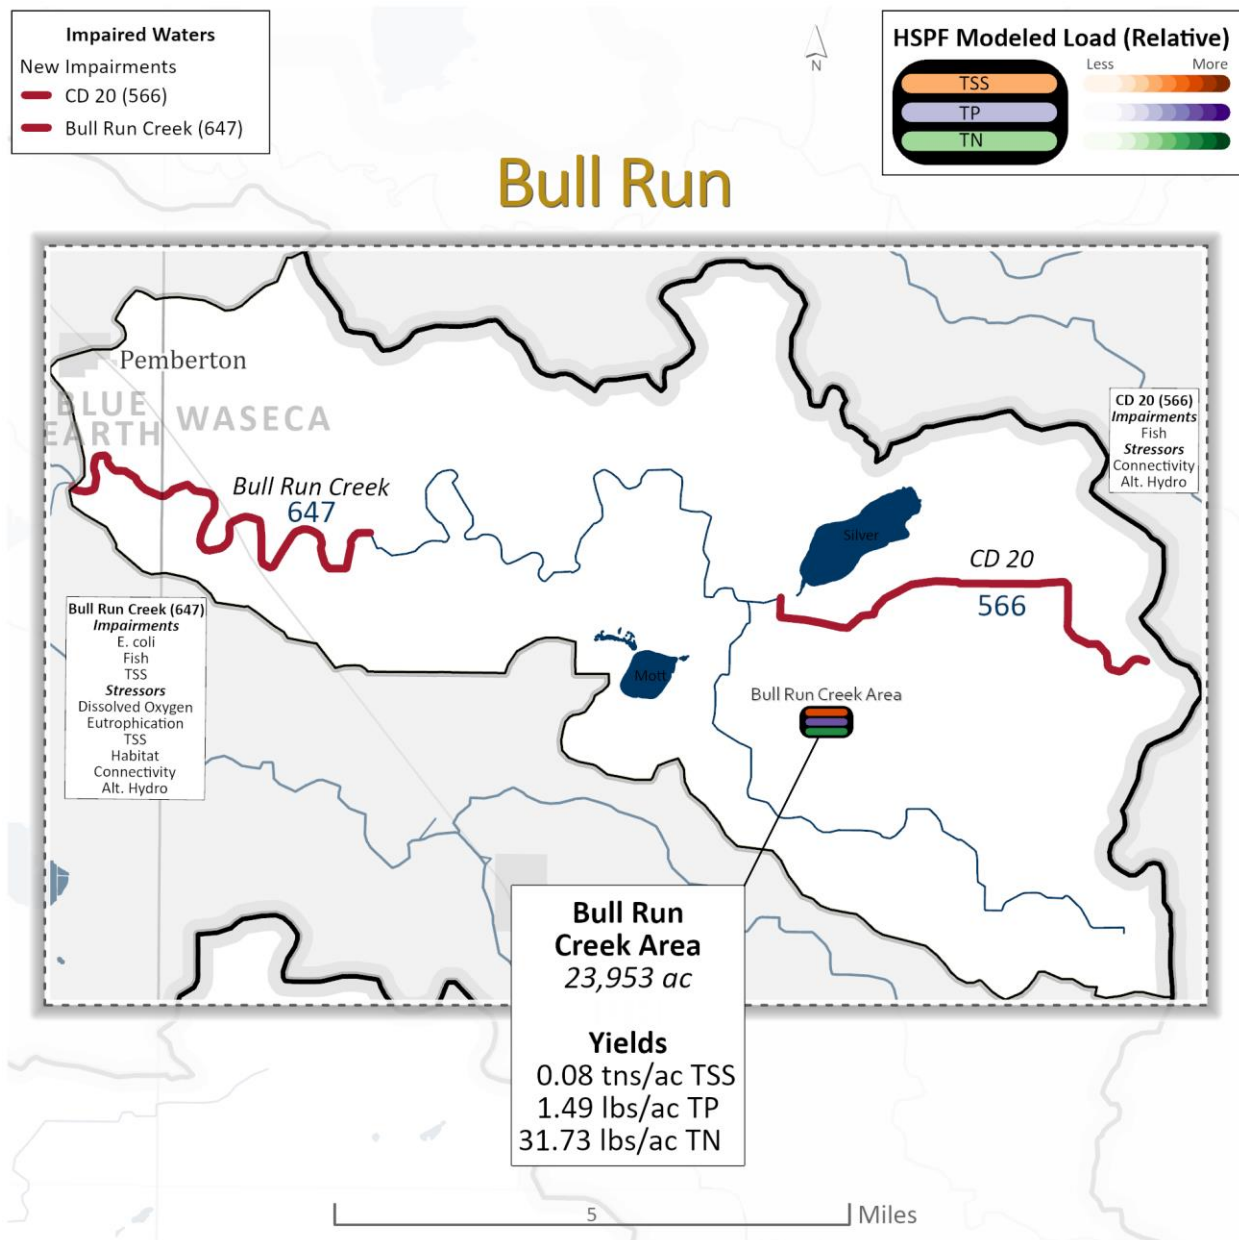 Impaired Waters
New Impairments
CD 20 (566)
Bull Run Creek (647)
N
HSPF Modeled Load (Relative)
Less
More
TSS
TP
TN
Bull Run
Pemberton
BLUE
EARTH
WASECA
Bull Run Creek
647
CD 20 (566)
Impairments
Fish
Stressors
Connectivity
Alt. Hydro
Silver
CD 20
566
Bull Run Creek (647)
Impairments
E. coli
Fish
TSS
Stressors
Dissolved Oxygen
Eutrophication
TSS
Habitat
Connectivity
Alt. Hydro
Mott
Bull Run Creek Area
Bull Run
Creek Area
23,953 ac
Yields
0.08 tns/ac TSS
1.49 lbs/ac TP
31.73 lbs/ac TN
5
Miles